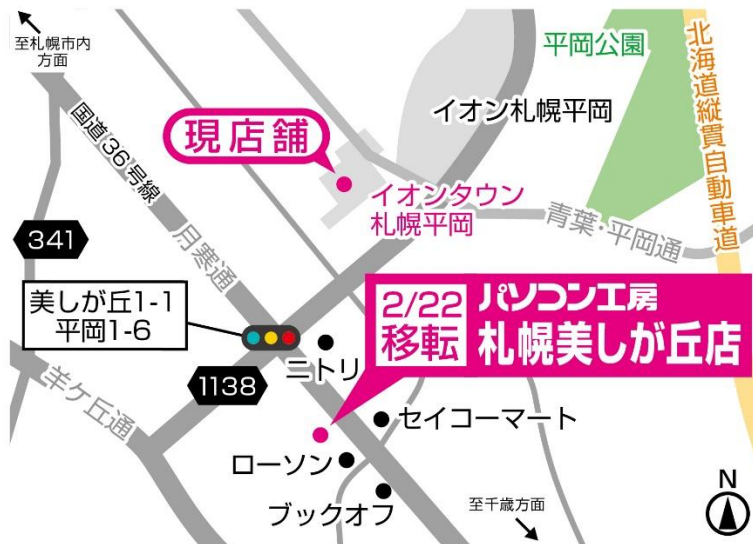 至札幌市内
方面
国道36号線
現店舗
平岡公園
イオン札幌平岡
北海道縦貫自動車道
イオンタウン
札幌平岡
青葉・平岡通
341
月寒通
美しが丘1-1
平岡1-6
2/22
移転
パソコン工房
札幌美しが丘店
ニトリ
1138
羊ケ丘通
セイコーマート
ローソン
ブックオフ
至千歳方面
N